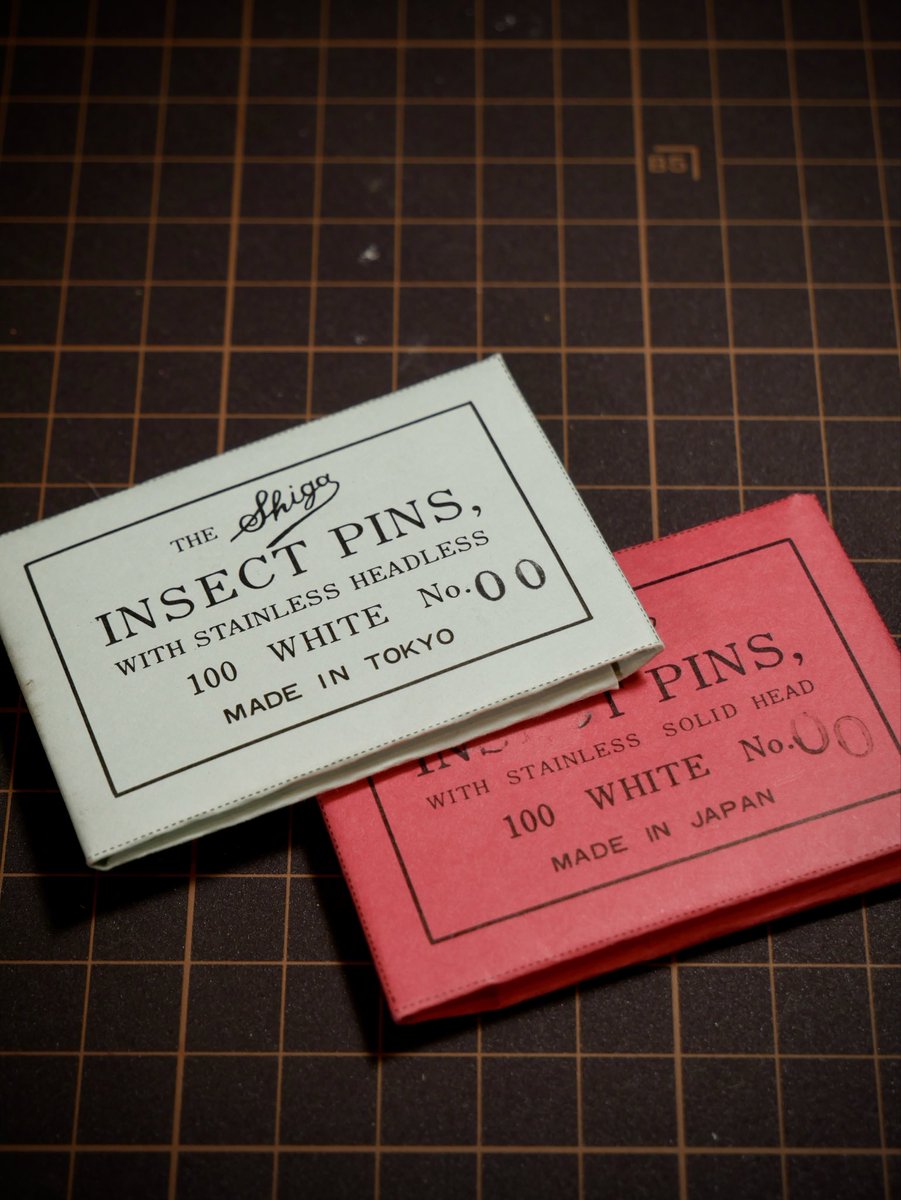 B5
THE Shiga
INSECT PINS,
WITH STAINLESS HEADLESS
100 WHITE No. 00
MADE IN TOKYO
PINS,
WITH STAINLESS SOLID HEAD
100 WHITE No. 00
MADE IN JAPAN